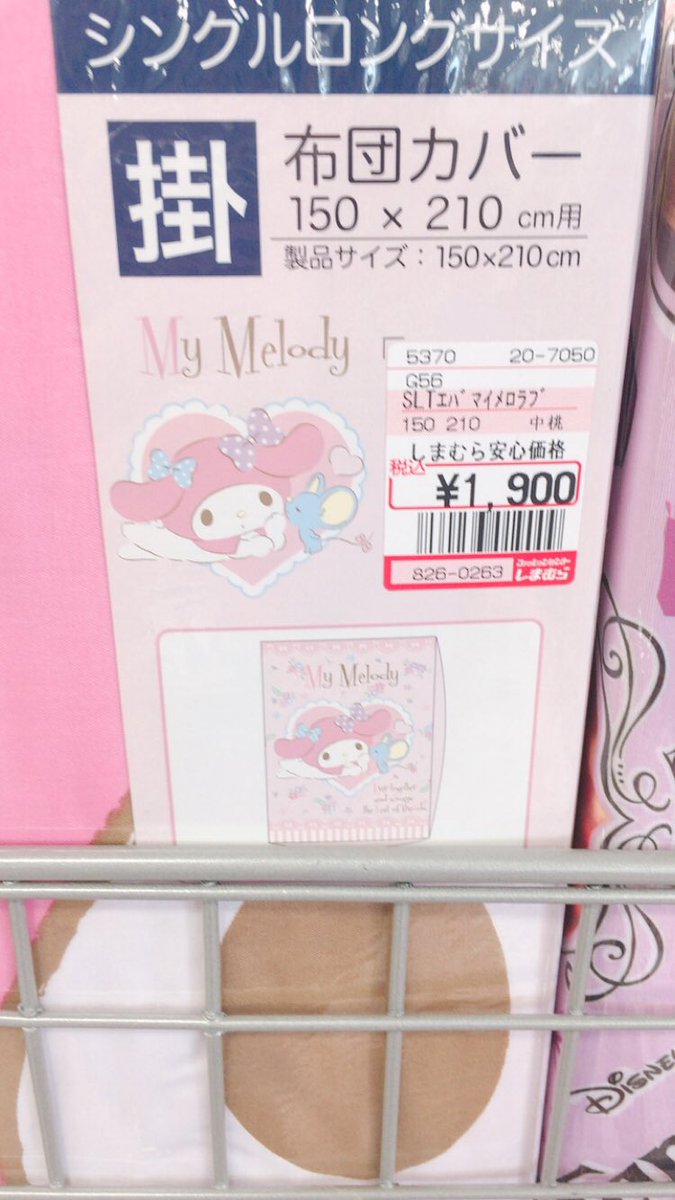 シングルロングサイズ
掛
布団カバー
150 × 210 cm用
製品サイズ：150×210cm
My Melody
5370 20-7050
G56
SLTエバマイメロラブ
150 210 中桃
しまむら安心価格
税込
¥1,900
826-0263
しまむら
My Melody
DISNE